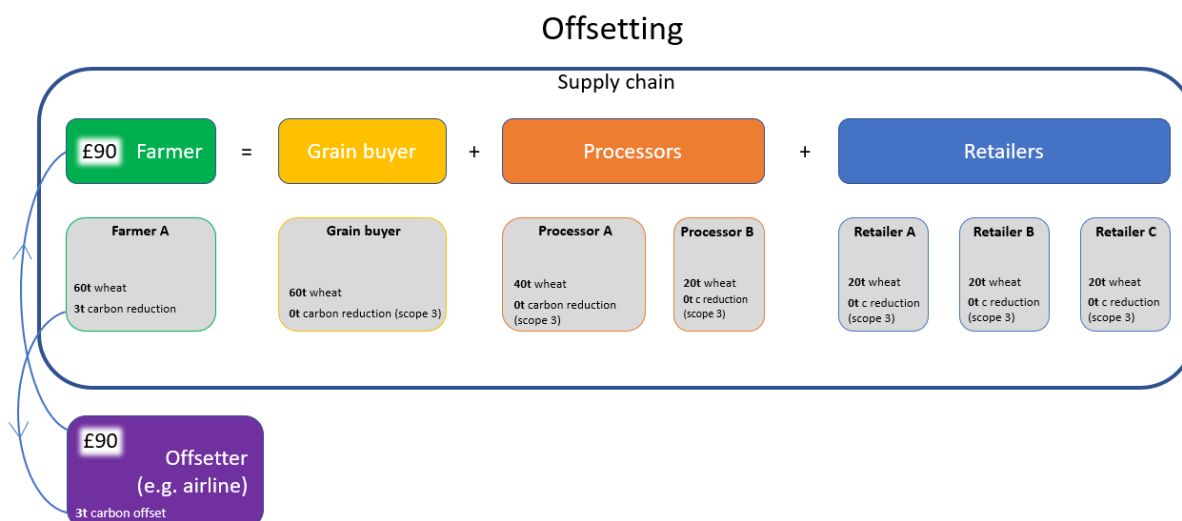 Offsetting
Supply chain
£90 Farmer
=
Grain buyer
+
Processors
+
Retailers
Farmer A
60t wheat
3t carbon reduction
Grain buyer
60t wheat
0t carbon reduction (scope 3)
Processor A
40t wheat
0t carbon reduction
(scope 3)
Processor B
20t wheat
0t c reduction
(scope 3)
Retailer A
20t wheat
0t c reduction
(scope 3)
Retailer B
20t wheat
0t c reduction
(scope 3)
Retailer C
20t wheat
0t c reduction
(scope 3)
£90
Offsetter
(e.g. airline)
3t carbon offset